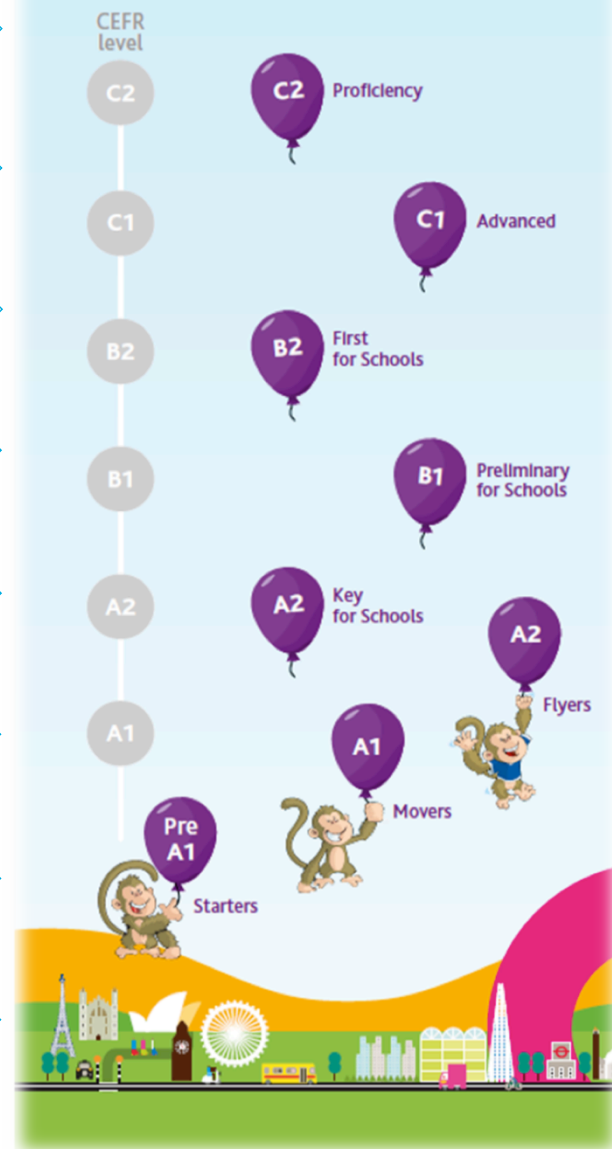 CEFR
level
C2
C2
Proficiency
C1
C1
Advanced
B2
B2
First
for Schools
B1
B1
Preliminary
for Schools
A2
A2
Key
for Schools
A2
Flyers
A1
A1
Movers
Pre
A1
Starters